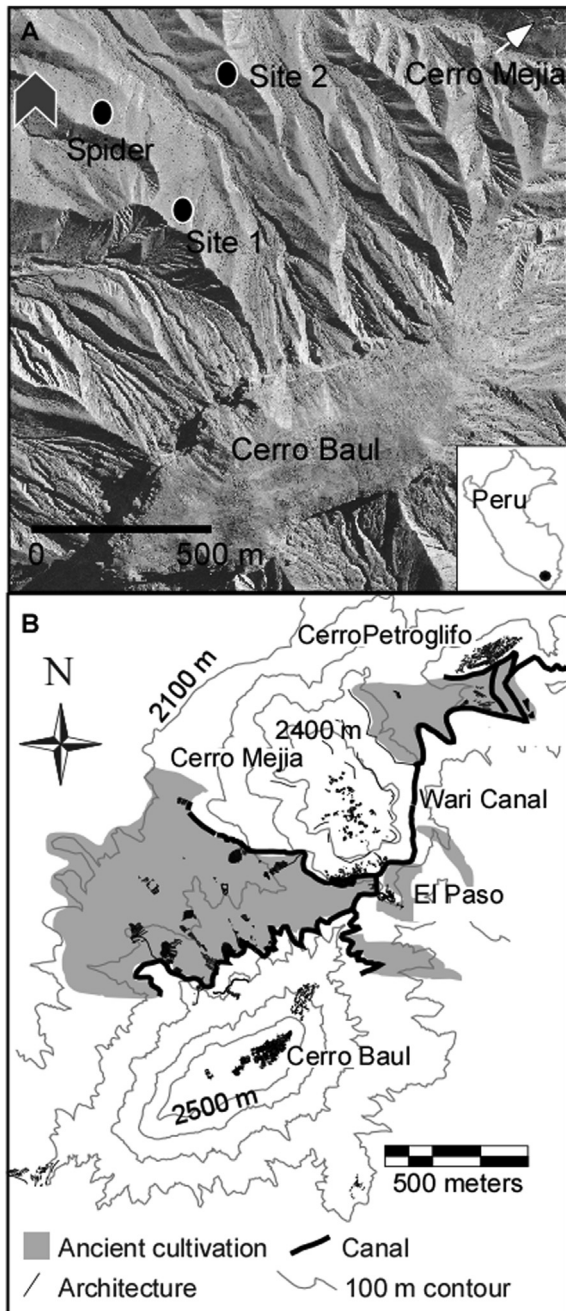 A
Site 2
Cerro Mejia
Spider
Site 1
Cerro Baul
Peru
0 500 m
B
CerroPetroglifo
N
2100 m
2400 m
Cerro Mejia
Wari Canal
El Paso
Cerro Baul
2500 m
500 meters
Ancient cultivation
Canal
Architecture
100 m contour